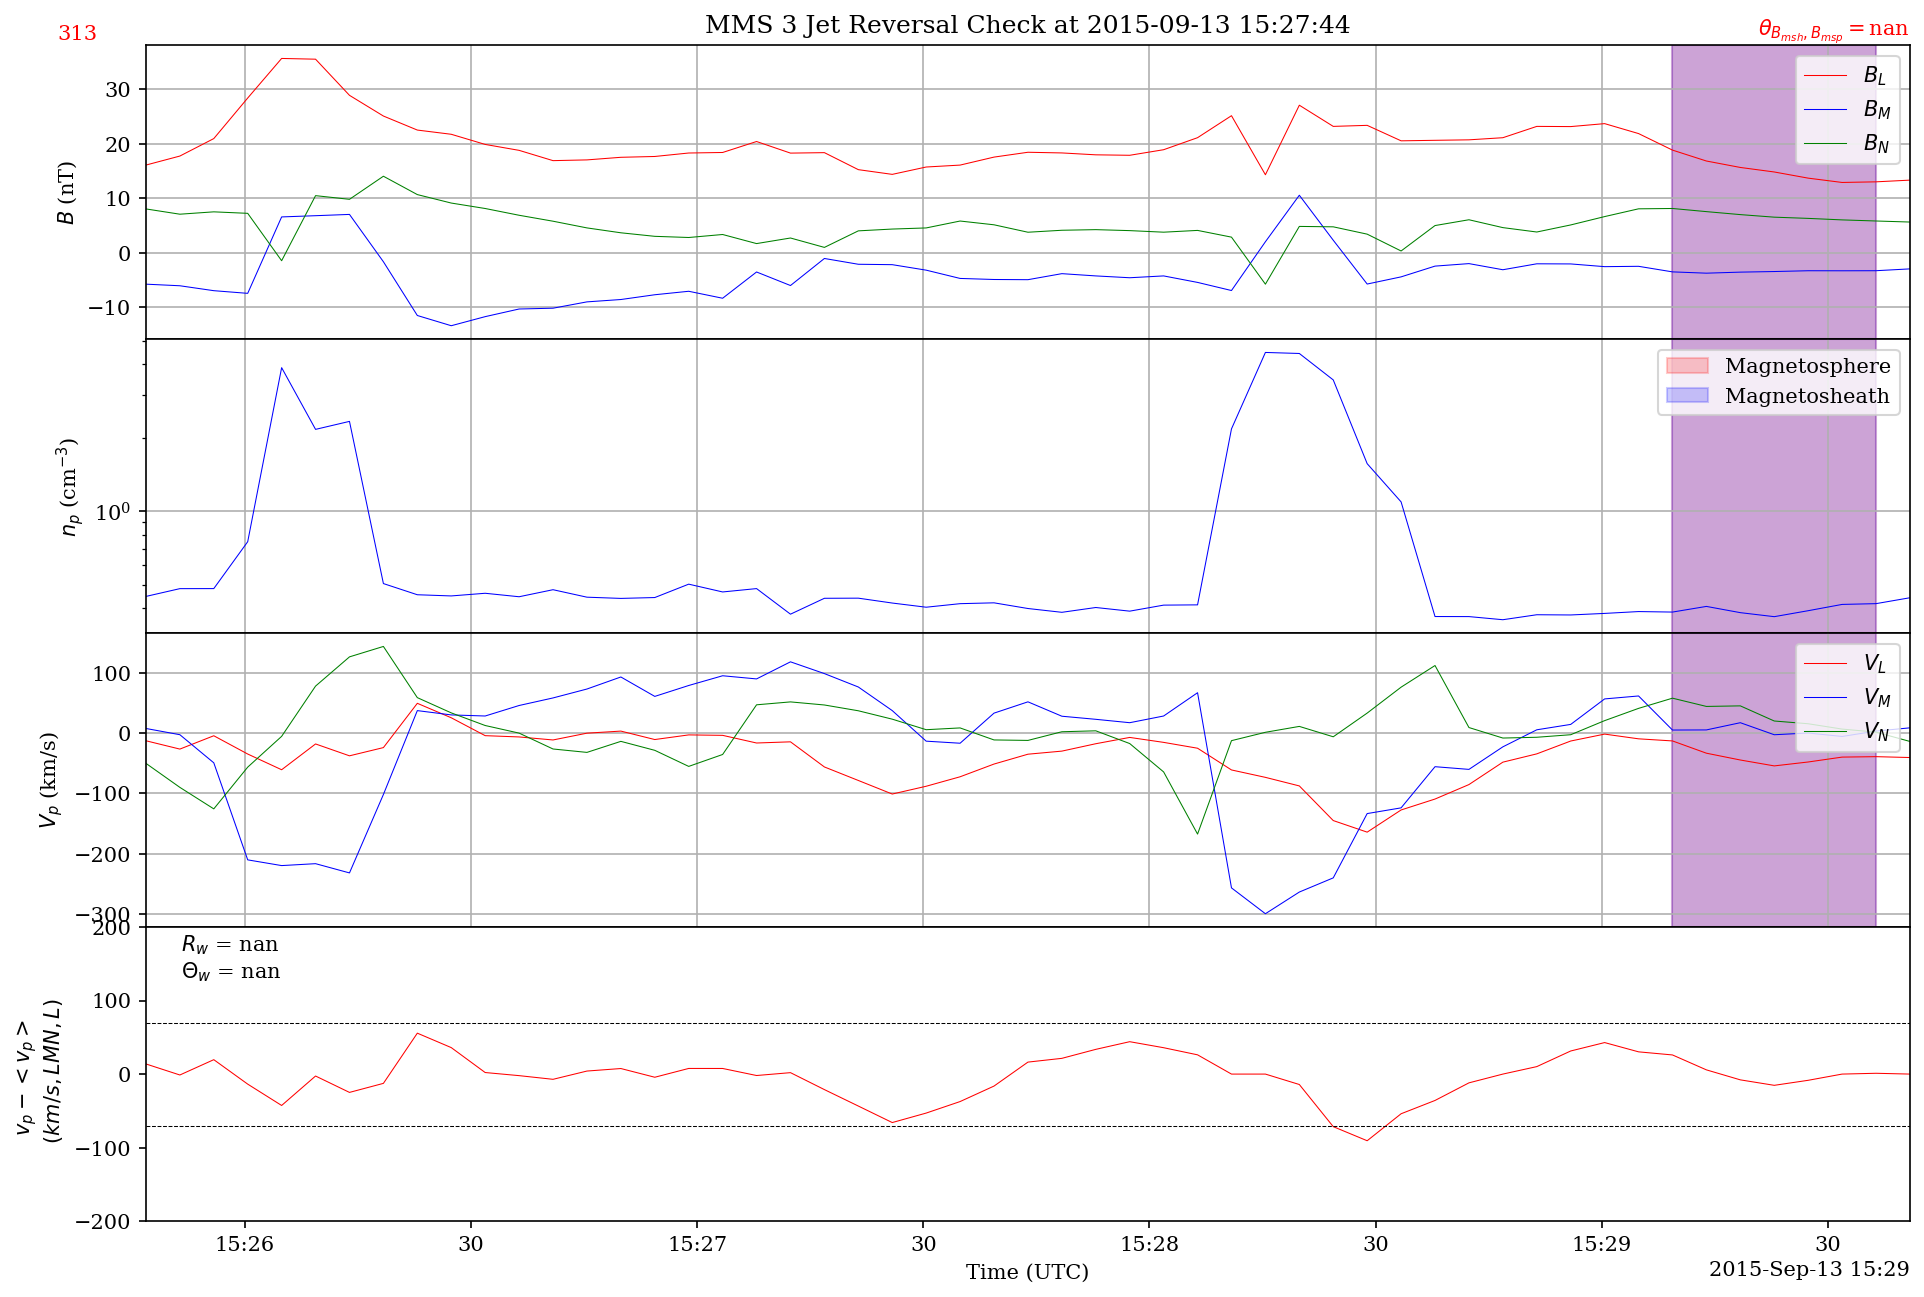 MMS 3 Jet Reversal Check at 2015-09-13 15:27:44
313
θ_{B_{msh}, B_{msp}} = nan
B (nT)
30
20
10
0
−10
B_L
B_M
B_N
n_p (cm^{−3})
10^0
Magnetosphere
Magnetosheath
V_p (km/s)
100
0
−100
−200
−300
V_L
V_M
V_N
v_p − < v_p >
(km/s, LMN, L)
200
100
0
−100
−200
R_w = nan
Θ_w = nan
15:26 30 15:27 30 15:28 30 15:29 30
Time (UTC)
2015-Sep-13 15:29